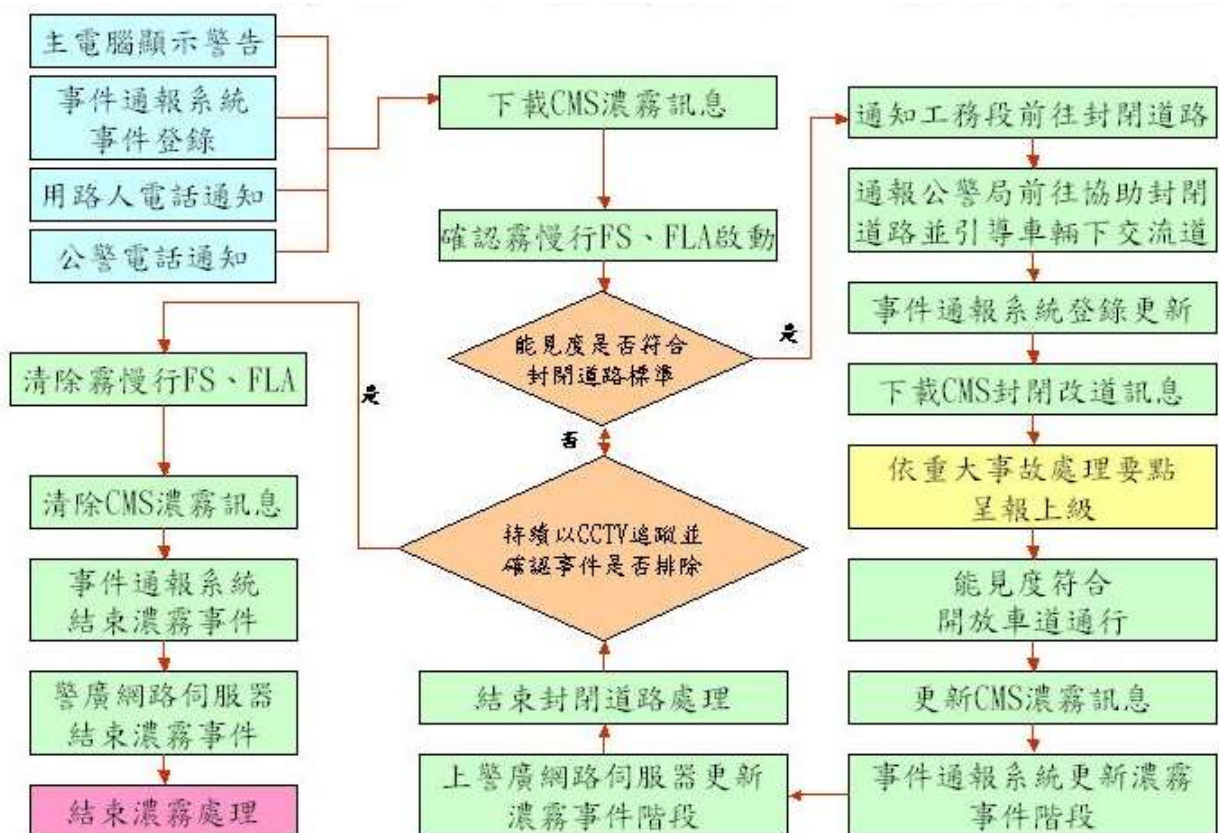 主電腦顯示警告
事件通報系統
事件登錄
用路人電話通知
公警電話通知
下載CMS濃霧訊息
確認霧慢行FS、FLA啟動
能見度是否符合
封閉道路標準
是
否
通知工務段前往封閉道路
通報公警局前往協助封閉
道路並引導車輛下交流道
事件通報系統登錄更新
下載CMS封閉改道訊息
依重大事故處理要點
呈報上級
能見度符合
開放車道通行
更新CMS濃霧訊息
事件通報系統更新濃霧
事件階段
上警廣網路伺服器更新
濃霧事件階段
結束封閉道路處理
持續以CCTV追蹤並
確認事件是否排除
是
清除霧慢行FS、FLA
清除CMS濃霧訊息
事件通報系統
結束濃霧事件
警廣網路伺服器
結束濃霧事件
結束濃霧處理